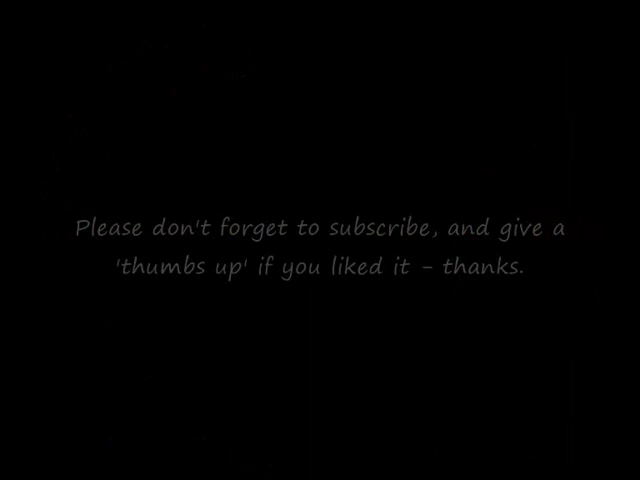 Please don't forget to subscribe, and give a
'thumbs up' if you liked it - thanks.